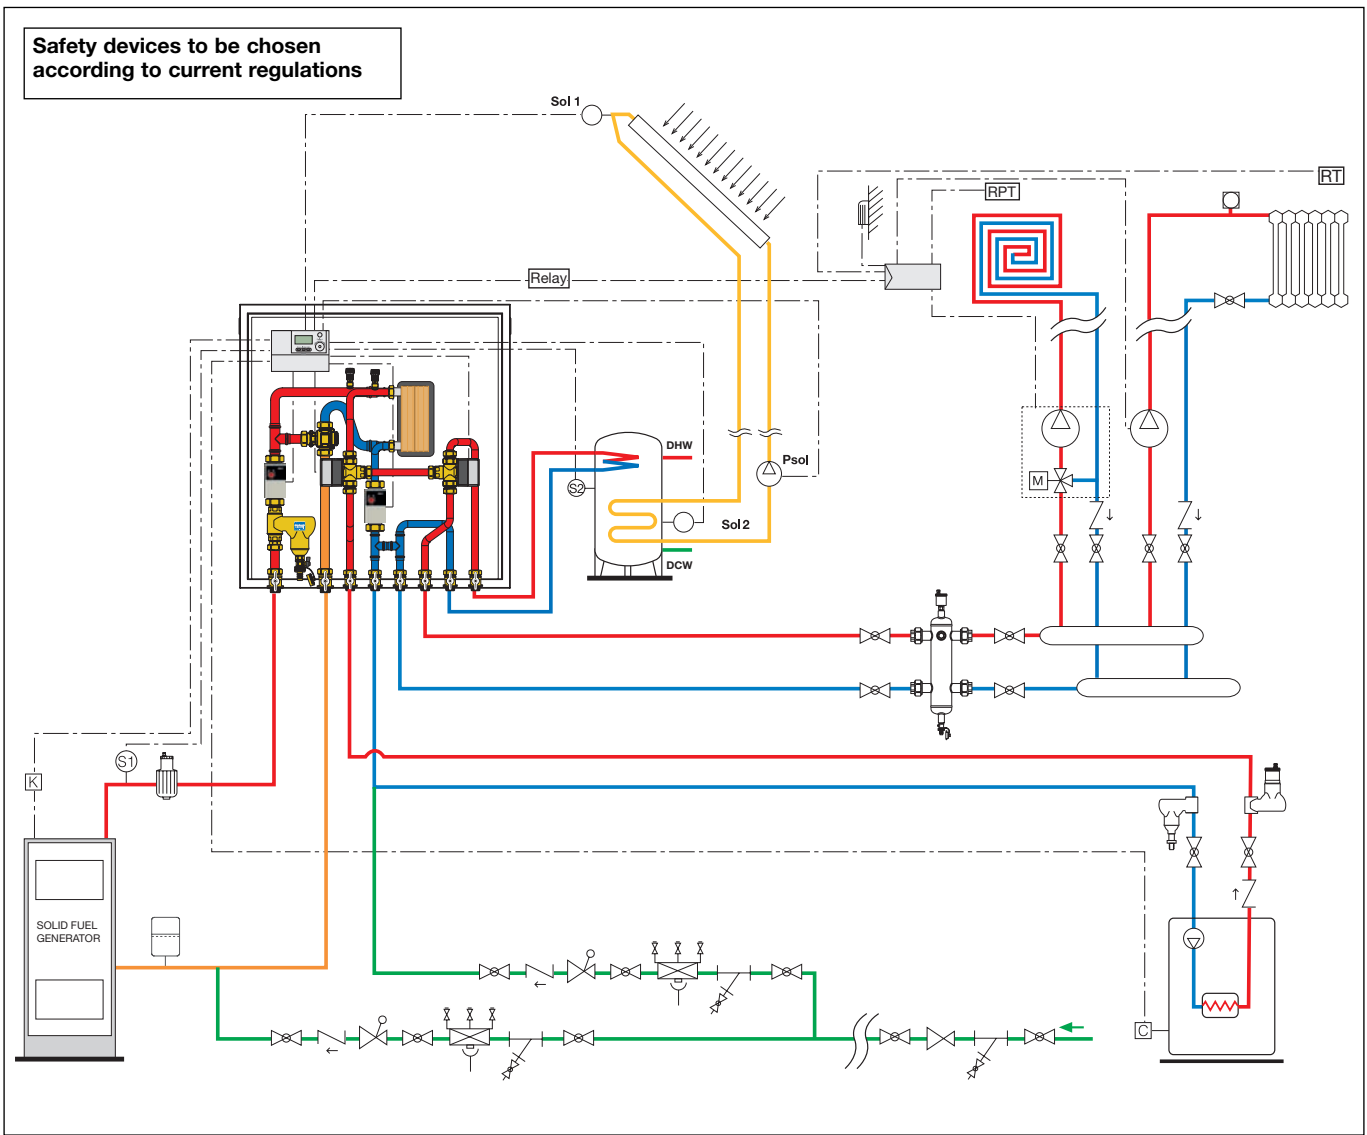 Safety devices to be chosen
according to current regulations
Sol 1
RT
RPT
Relay
DHW
Psol
S2
M
Sol 2
DCW
S1
K
SOLID FUEL
GENERATOR
C